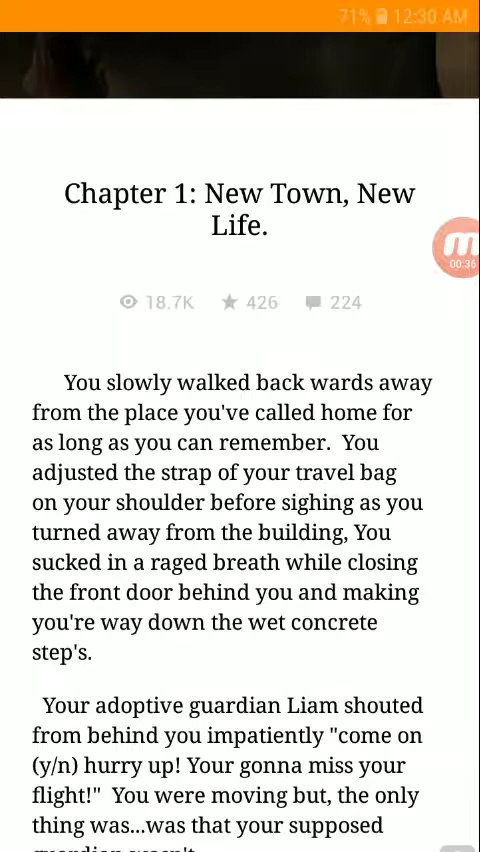 71% 12:30 AM
Chapter 1: New Town, New
Life.
00:36
18.7K 426 224
You slowly walked back wards away
from the place you've called home for
as long as you can remember. You
adjusted the strap of your travel bag
on your shoulder before sighing as you
turned away from the building, You
sucked in a raged breath while closing
the front door behind you and making
you're way down the wet concrete
step's.
Your adoptive guardian Liam shouted
from behind you impatiently "come on
(y/n) hurry up! Your gonna miss your
flight!" You were moving but, the only
thing was...was that your supposed
guardian wasn't